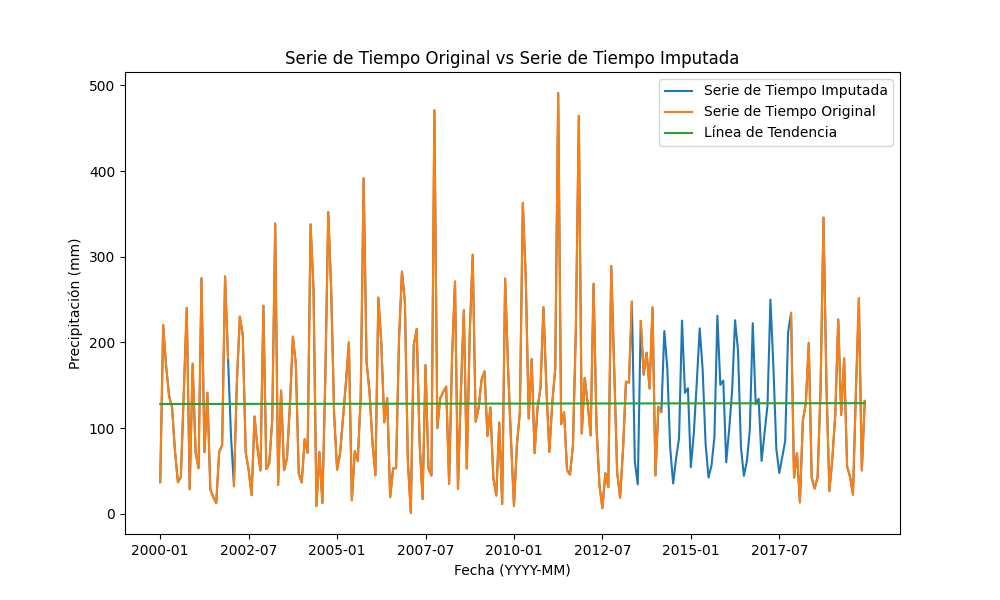 Serie de Tiempo Original vs Serie de Tiempo Imputada
Serie de Tiempo Imputada
Serie de Tiempo Original
Línea de Tendencia
Precipitación (mm)
500
400
300
200
100
0
2000-01 2002-07 2005-01 2007-07 2010-01 2012-07 2015-01 2017-07
Fecha (YYYY-MM)